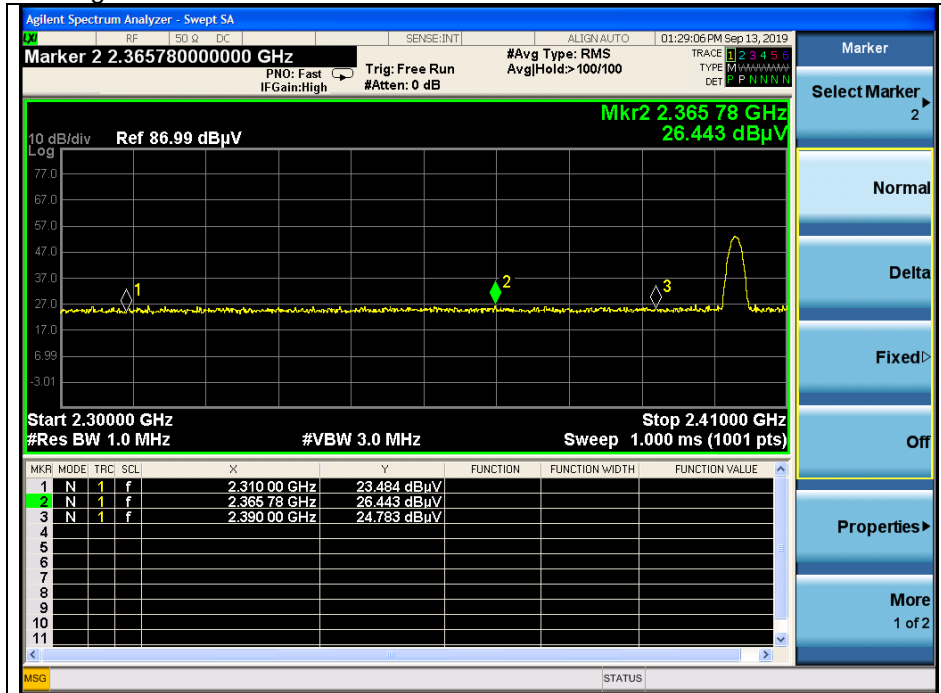 Agilent Spectrum Analyzer - Swept SA
LXI RF 50 Ω DC SENSE:INT ALIGN AUTO 01:29:06 PM Sep 13, 2019
Marker 2 2.365780000000 GHz
PNO: Fast
IFGain:High
Trig: Free Run
#Atten: 0 dB
#Avg Type: RMS
Avg|Hold:>100/100
TRACE 1 2 3 4 5 6
TYPE M
DET P P N N N N
Mkr2 2.365 78 GHz
26.443 dBµV
10 dB/div Ref 86.99 dBµV
Log
77.0
67.0
57.0
47.0
37.0
27.0
17.0
6.99
-3.01
1
2
3
Start 2.30000 GHz Stop 2.41000 GHz
#Res BW 1.0 MHz #VBW 3.0 MHz Sweep 1.000 ms (1001 pts)
MKR MODE TRC SCL X Y FUNCTION FUNCTION WIDTH FUNCTION VALUE
1 N 1 f 2.310 00 GHz 23.484 dBµV
2 N 1 f 2.365 78 GHz 26.443 dBµV
3 N 1 f 2.390 00 GHz 24.783 dBµV
4
5
6
7
8
9
10
11
MSG STATUS
Marker
Select Marker
2
Normal
Delta
Fixed
Off
Properties
More
1 of 2